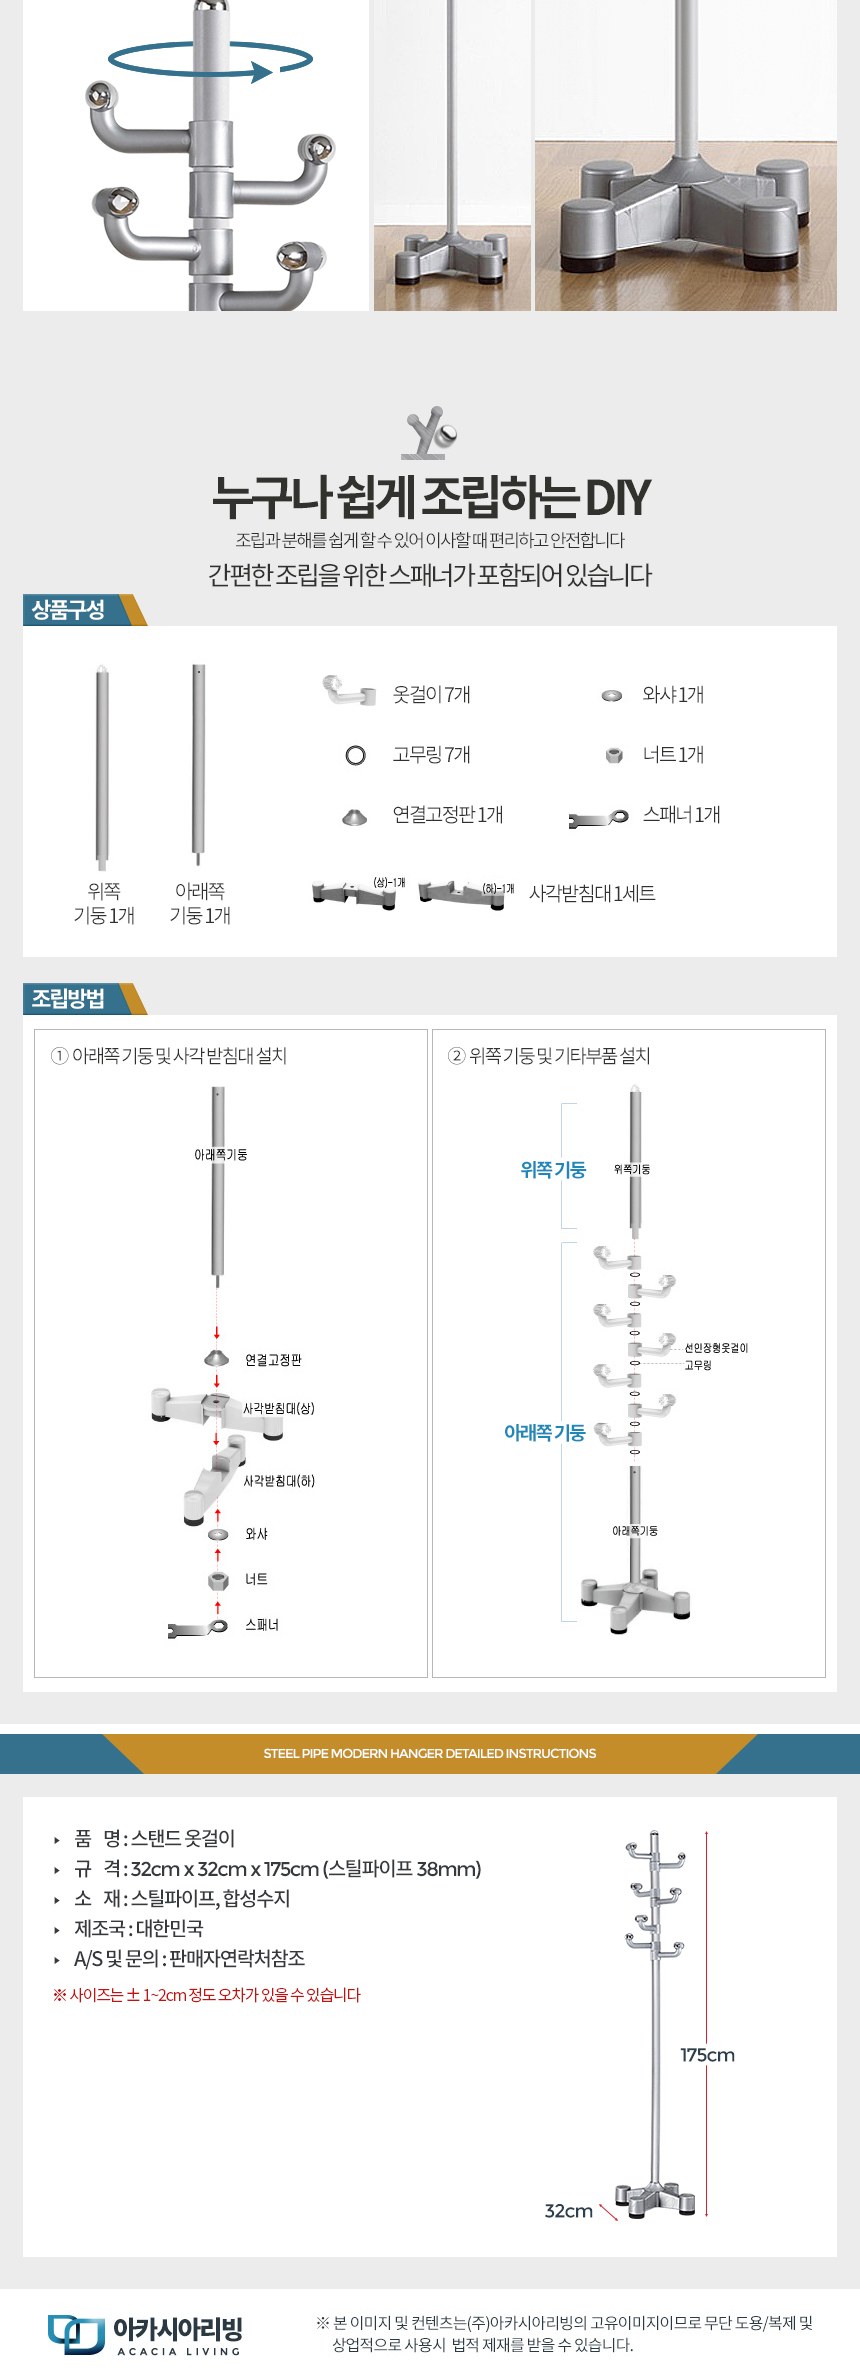 누구나 쉽게 조립하는 DIY
조립과 분해를 쉽게 할 수 있어 이사할 때 편리하고 안전합니다
간편한 조립을 위한 스패너가 포함되어 있습니다
상품구성
옷걸이 7개
와샤 1개
고무링 7개
너트 1개
연결고정판 1개
스패너 1개
위쪽
기둥 1개
아래쪽
기둥 1개
(상)-1개
(하)-1개
사각받침대 1세트
조립방법
① 아래쪽 기둥 및 사각 받침대 설치
아래쪽기둥
연결고정판
사각받침대(상)
사각받침대(하)
와샤
너트
스패너
② 위쪽 기둥 및 기타부품 설치
위쪽 기둥
위쪽기둥
선인장형옷걸이
고무링
아래쪽 기둥
아래쪽기둥
STEEL PIPE MODERN HANGER DETAILED INSTRUCTIONS
품 명 : 스탠드 옷걸이
규 격 : 32cm x 32cm x 175cm (스틸파이프 38mm)
소 재 : 스틸파이프, 합성수지
제조국 : 대한민국
A/S 및 문의 : 판매자연락처참조
※ 사이즈는 ± 1~2cm 정도 오차가 있을 수 있습니다
175cm
32cm
아카시아리빙
ACACIA LIVING
※ 본 이미지 및 컨텐츠는(주)아카시아리빙의 고유이미지이므로 무단 도용/복제 및
상업적으로 사용시 법적 제재를 받을 수 있습니다.